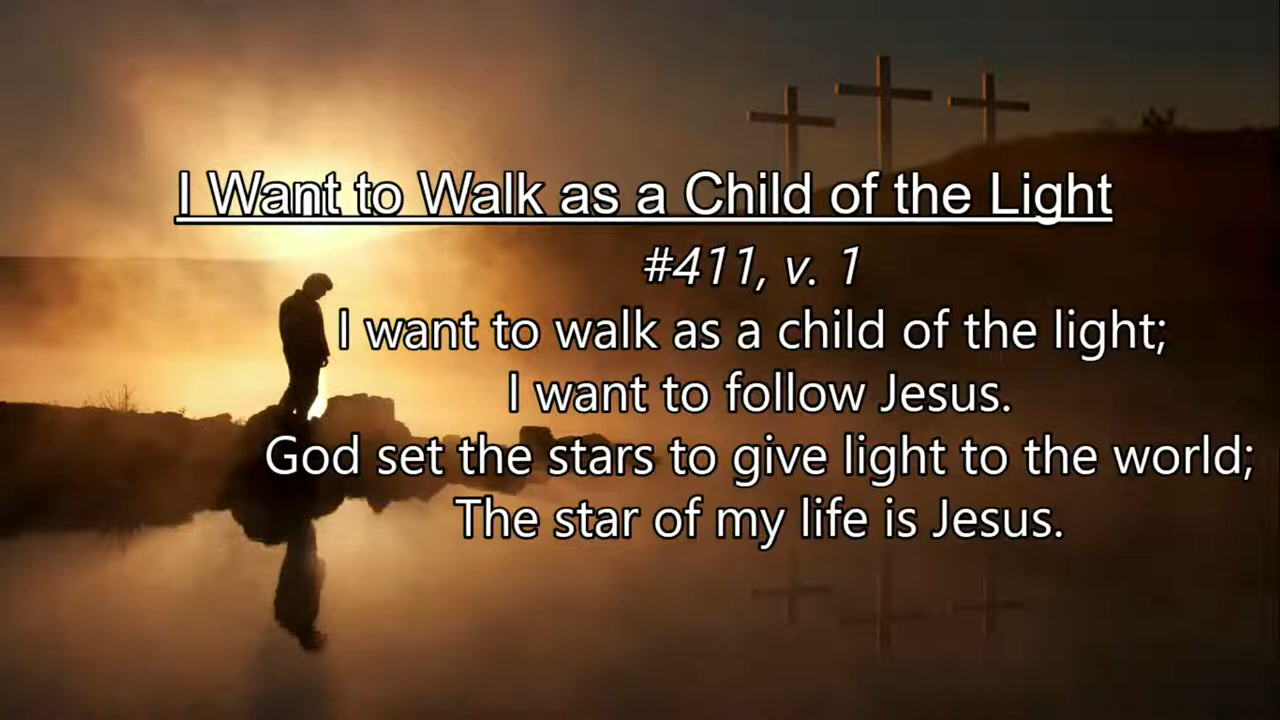 I Want to Walk as a Child of the Light
#411, v. 1
I want to walk as a child of the light;
I want to follow Jesus.
God set the stars to give light to the world;
The star of my life is Jesus.